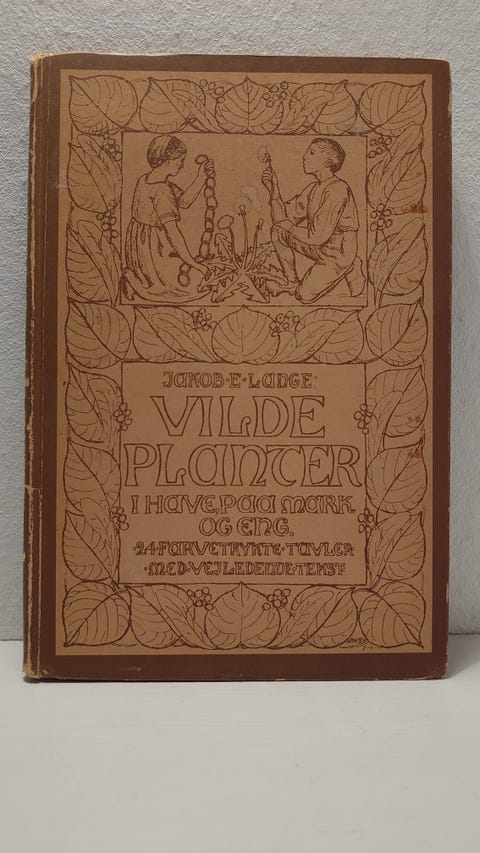 JAKOB·E·LANGE·
VILDE
PLANTER
I HAVE, PAA MARK
OG ENG.
·24·FARVETRYKTE·TAVLER·
·MED·VEJLEDENDE·TEKST·